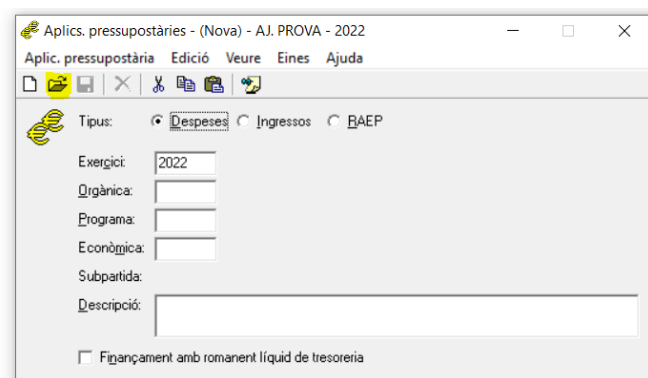 Aplics. pressupostàries - (Nova) - AJ. PROVA - 2022
Aplic. pressupostària Edició Veure Eines Ajuda
Tipus: Despeses Ingressos RAEP
Exercici: 2022
Orgànica:
Programa:
Econòmica:
Subpartida:
Descripció:
Finançament amb romanent líquid de tresoreria